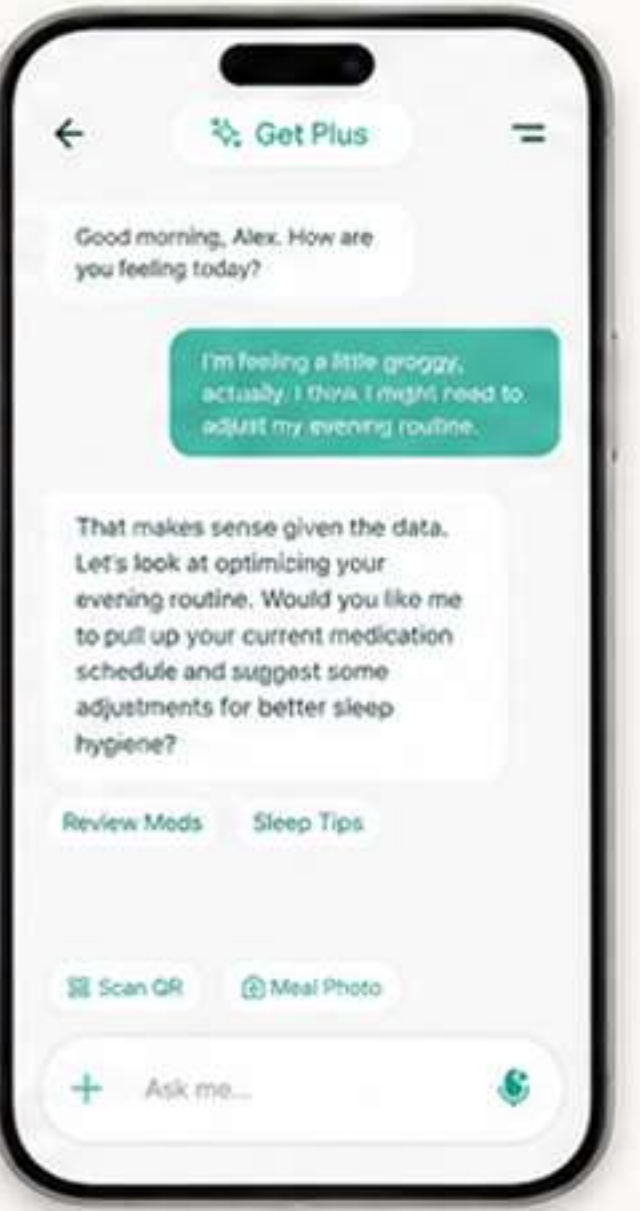 Get Plus
Good morning, Alex. How are
you feeling today?
I'm feeling a little groggy,
actually. I think I might need to
adjust my evening routine.
That makes sense given the data.
Let's look at optimizing your
evening routine. Would you like me
to pull up your current medication
schedule and suggest some
adjustments for better sleep
hygiene?
Review Meds
Sleep Tips
Scan QR
Meal Photo
Ask me...